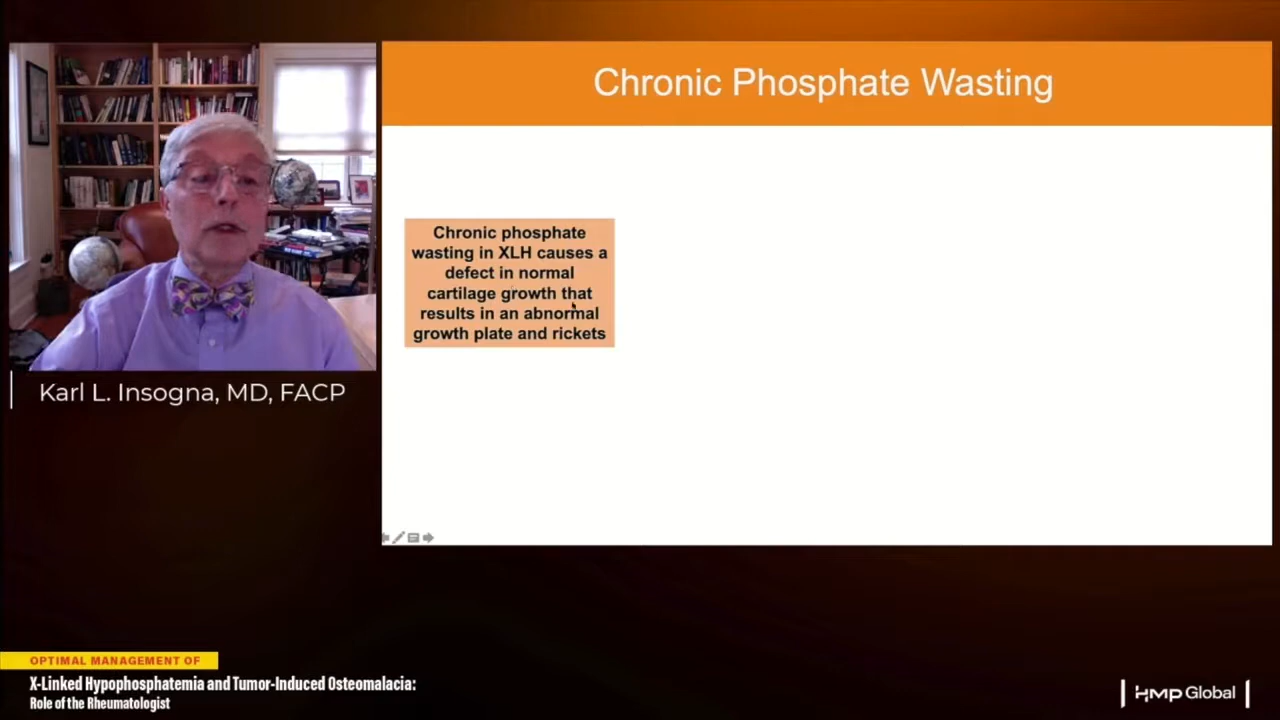 Chronic Phosphate Wasting
Chronic phosphate
wasting in XLH causes a
defect in normal
cartilage growth that
results in an abnormal
growth plate and rickets
Karl L. Insogna, MD, FACP
OPTIMAL MANAGEMENT OF
X-Linked Hypophosphatemia and Tumor-Induced Osteomalacia:
Role of the Rheumatologist
HMP Global